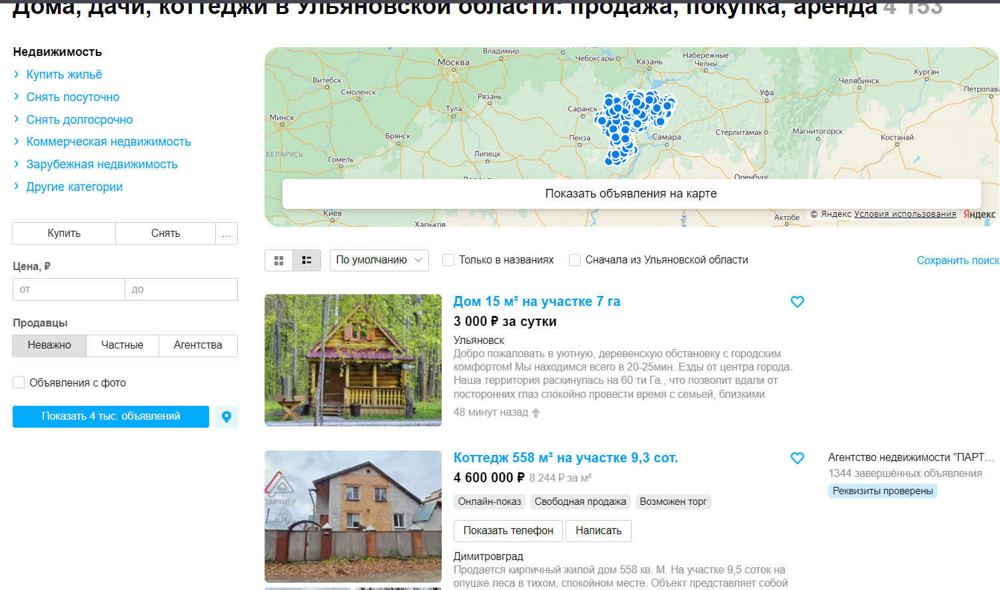 Дома, дачи, коттеджи в Ульяновской области: продажа, покупка, аренда 4 153
Недвижимость
Купить жильё
Снять посуточно
Снять долгосрочно
Коммерческая недвижимость
Зарубежная недвижимость
Другие категории
Купить
Снять
...
Цена, ₽
от
до
Продавцы
Неважно
Частные
Агентства
Объявления с фото
Показать 4 тыс. объявлений
Владимир
Москва
Чебоксары
Казань
Набережные
Челны
Курган
Витебск
Смоленск
Рязань
Уфа
Челябинск
Петропавл
Тула
Саранск
Минск
Брянск
Пенза
Самара
Стерлитамак
Магнитогорск
Костанай
БЕЛАРУСЬ
Гомель
Липецк
Воронеж
Оренбург
Показать объявления на карте
Киев
Харьков
Актобе
© Яндекс Условия использования
Яндекс
По умолчанию
Только в названиях
Сначала из Ульяновской области
Сохранить поиск
Дом 15 м² на участке 7 га
3 000 ₽ за сутки
Ульяновск
Добро пожаловать в уютную, деревенскую обстановку с городским
комфортом! Мы находимся всего в 20-25мин. Езды от центра города.
Наша территория раскинулась на 60 ти Га., что позволит вдали от
посторонних глаз спокойно провести время с семьей, близкими
48 минут назад
ПАРТНЁР
Коттедж 558 м² на участке 9,3 сот.
4 600 000 ₽ 8 244 ₽ за м²
Онлайн-показ
Свободная продажа
Возможен торг
Показать телефон
Написать
Димитровград
Продается кирпичный жилой дом 558 кв. М. На участке 9,5 соток на
опушке леса в тихом, спокойном месте. Объект представляет собой
Агентство недвижимости "ПАРТ...
1344 завершённых объявления
Реквизиты проверены